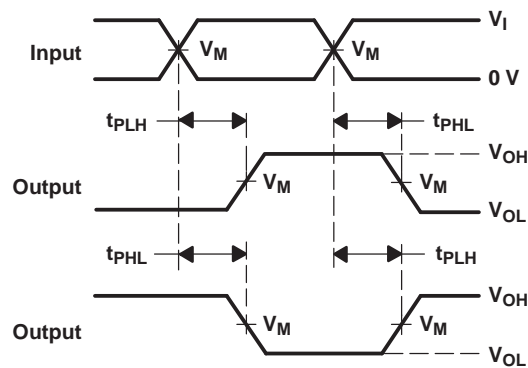 V_I
Input
V_M
V_M
0 V
t_PLH
t_PHL
V_OH
Output
V_M
V_M
V_OL
t_PHL
t_PLH
V_OH
Output
V_M
V_M
V_OL